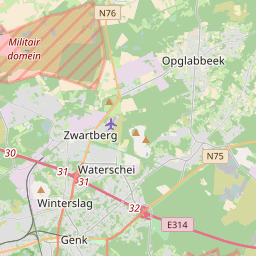 N76
Militair
domein
Opglabbeek
Zwartberg
30
31
N75
Waterschei
31
Winterslag
32
E314
Genk